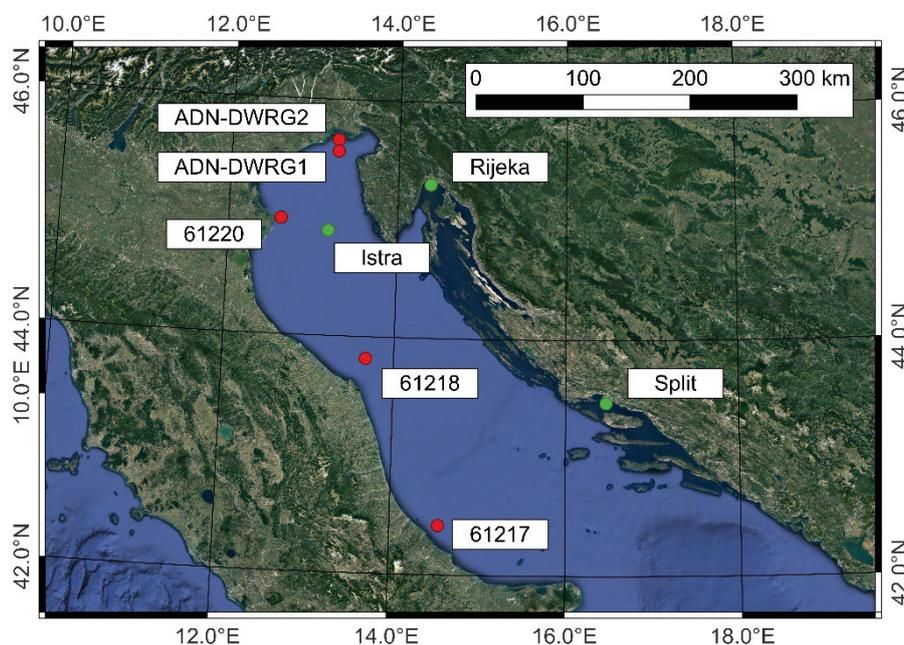 10.0°E
12.0°E
14.0°E
16.0°E
18.0°E
46.0°N
46.0°N
0
100
200
300 km
ADN-DWRG2
ADN-DWRG1
Rijeka
61220
Istra
44.0°N
44.0°N
10.0°E
61218
Split
61217
42.0°N
42.0°N
12.0°E
14.0°E
16.0°E
18.0°E